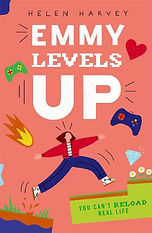 HELEN HARVEY
EMMY
LEVELS
UP
YOU CAN'T RELOAD
REAL LIFE